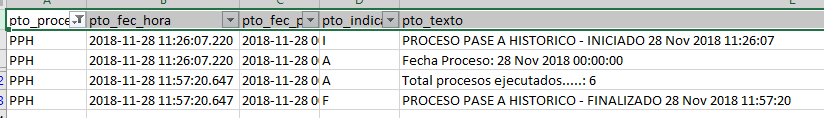 A B C D E
pto_proce pto_fec_hora pto_fec_p pto_indica pto_texto
PPH 2018-11-28 11:26:07.220 2018-11-28 0 I PROCESO PASE A HISTORICO - INICIADO 28 Nov 2018 11:26:07
PPH 2018-11-28 11:26:07.220 2018-11-28 0 A Fecha Proceso: 28 Nov 2018 00:00:00
PPH 2018-11-28 11:57:20.647 2018-11-28 0 A Total procesos ejecutados.....: 6
PPH 2018-11-28 11:57:20.647 2018-11-28 0 F PROCESO PASE A HISTORICO - FINALIZADO 28 Nov 2018 11:57:20